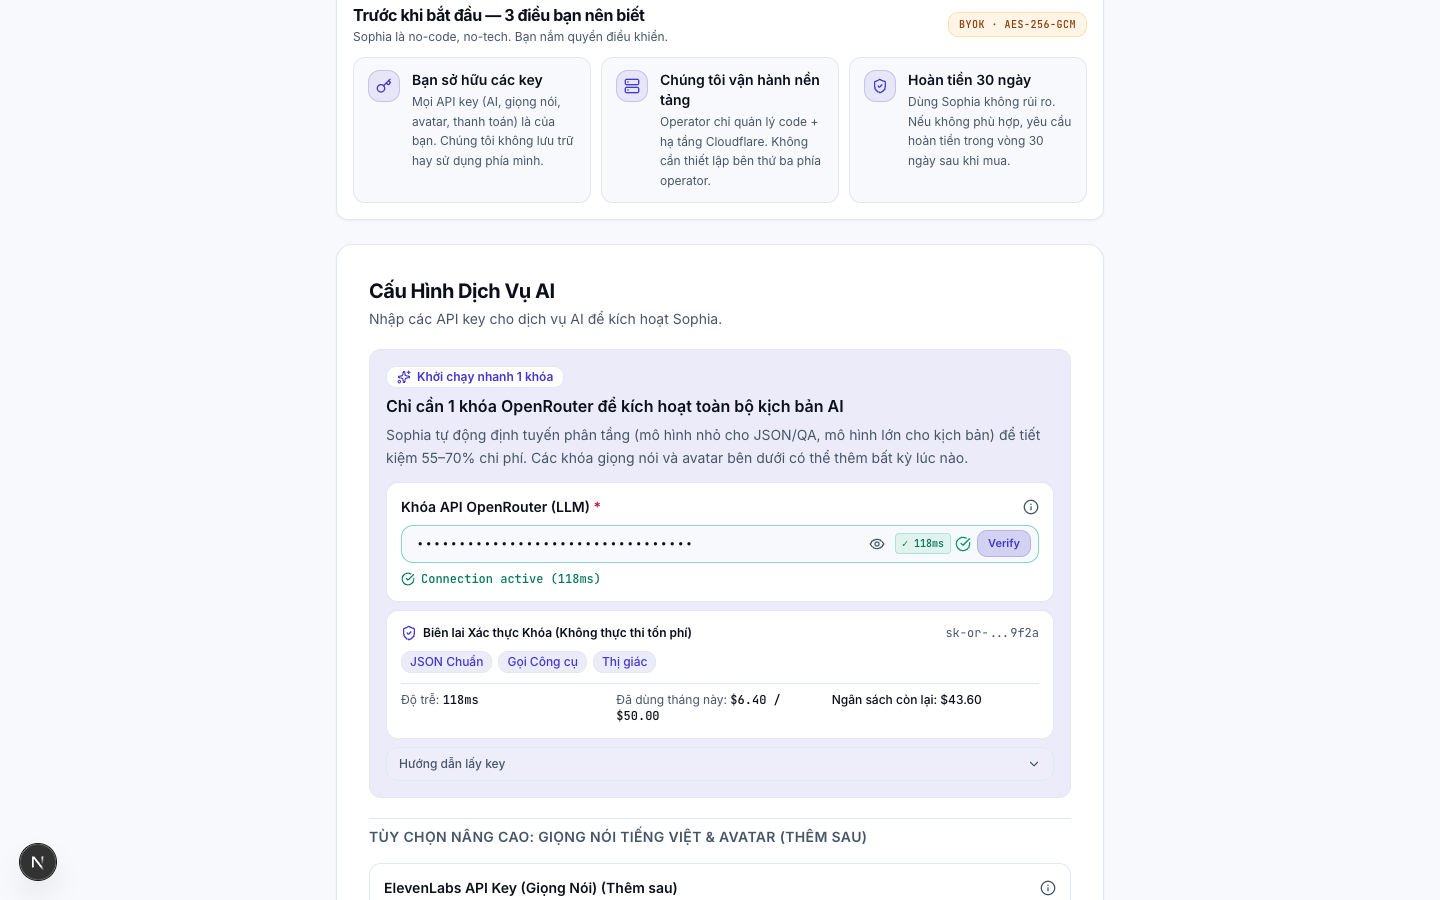 Trước khi bắt đầu — 3 điều bạn nên biết
Sophia là no-code, no-tech. Bạn nắm quyền điều khiển.
BYOK · AES-256-GCM
Bạn sở hữu các key
Mọi API key (AI, giọng nói,
avatar, thanh toán) là của
bạn. Chúng tôi không lưu trữ
hay sử dụng phía mình.
Chúng tôi vận hành nền
tảng
Operator chỉ quản lý code +
hạ tầng Cloudflare. Không
cần thiết lập bên thứ ba phía
operator.
Hoàn tiền 30 ngày
Dùng Sophia không rủi ro.
Nếu không phù hợp, yêu cầu
hoàn tiền trong vòng 30
ngày sau khi mua.
Cấu Hình Dịch Vụ AI
Nhập các API key cho dịch vụ AI để kích hoạt Sophia.
Khởi chạy nhanh 1 khóa
Chỉ cần 1 khóa OpenRouter để kích hoạt toàn bộ kịch bản AI
Sophia tự động định tuyến phân tầng (mô hình nhỏ cho JSON/QA, mô hình lớn cho kịch bản) để tiết
kiệm 55–70% chi phí. Các khóa giọng nói và avatar bên dưới có thể thêm bất kỳ lúc nào.
Khóa API OpenRouter (LLM) *
✓ 118ms
Verify
Connection active (118ms)
Biên lai Xác thực Khóa (Không thực thi tốn phí)
sk-or-...9f2a
JSON Chuẩn
Gọi Công cụ
Thị giác
Độ trễ: 118ms
Đã dùng tháng này: $6.40 /
$50.00
Ngân sách còn lại: $43.60
Hướng dẫn lấy key
TÙY CHỌN NÂNG CAO: GIỌNG NÓI TIẾNG VIỆT & AVATAR (THÊM SAU)
ElevenLabs API Key (Giọng Nói) (Thêm sau)